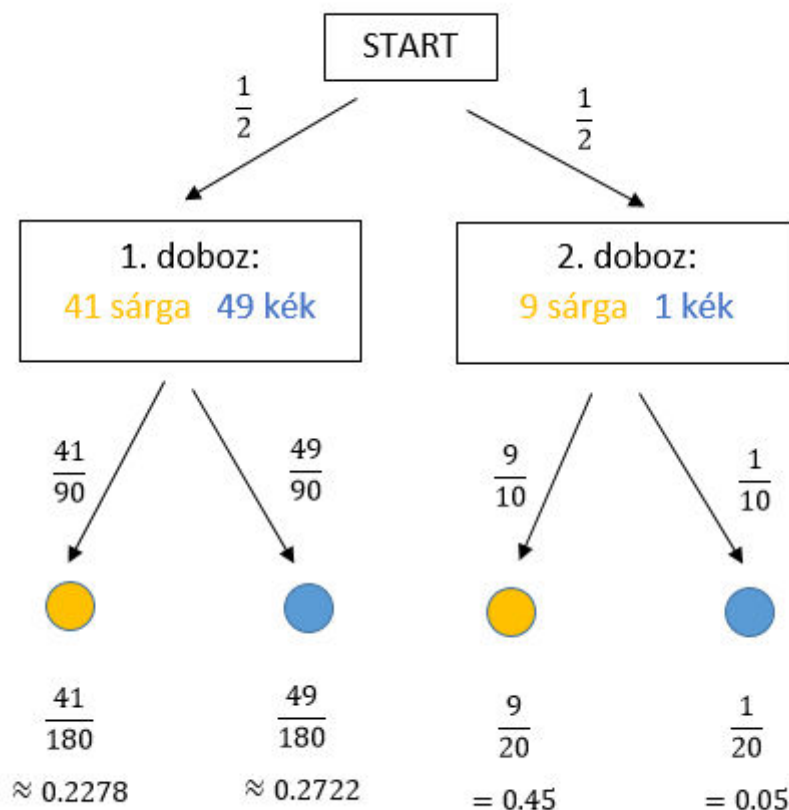 START
1/2
1/2
1. doboz:
41 sárga 49 kék
2. doboz:
9 sárga 1 kék
41/90
49/90
9/10
1/10
41/180
49/180
9/20
1/20
≈ 0.2278
≈ 0.2722
= 0.45
= 0.05